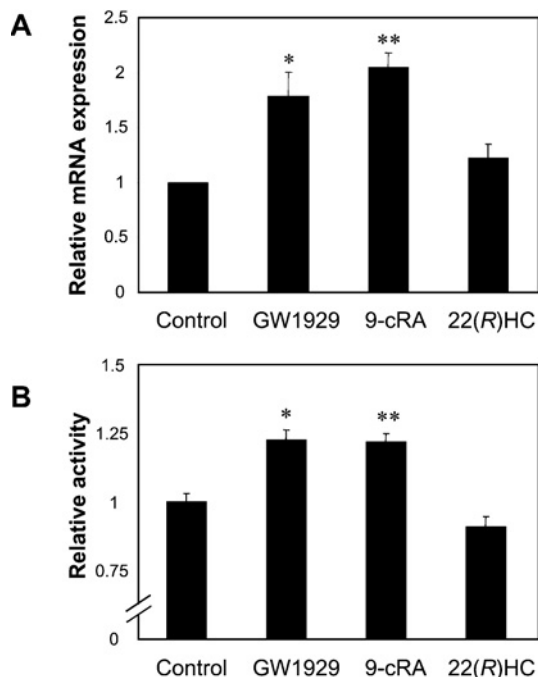 A
Relative mRNA expression
2.5
2
1.5
1
0.5
0
*
**
Control GW1929 9-cRA 22(R)HC
B
Relative activity
1.5
1.25
1
0.75
0
*
**
Control GW1929 9-cRA 22(R)HC